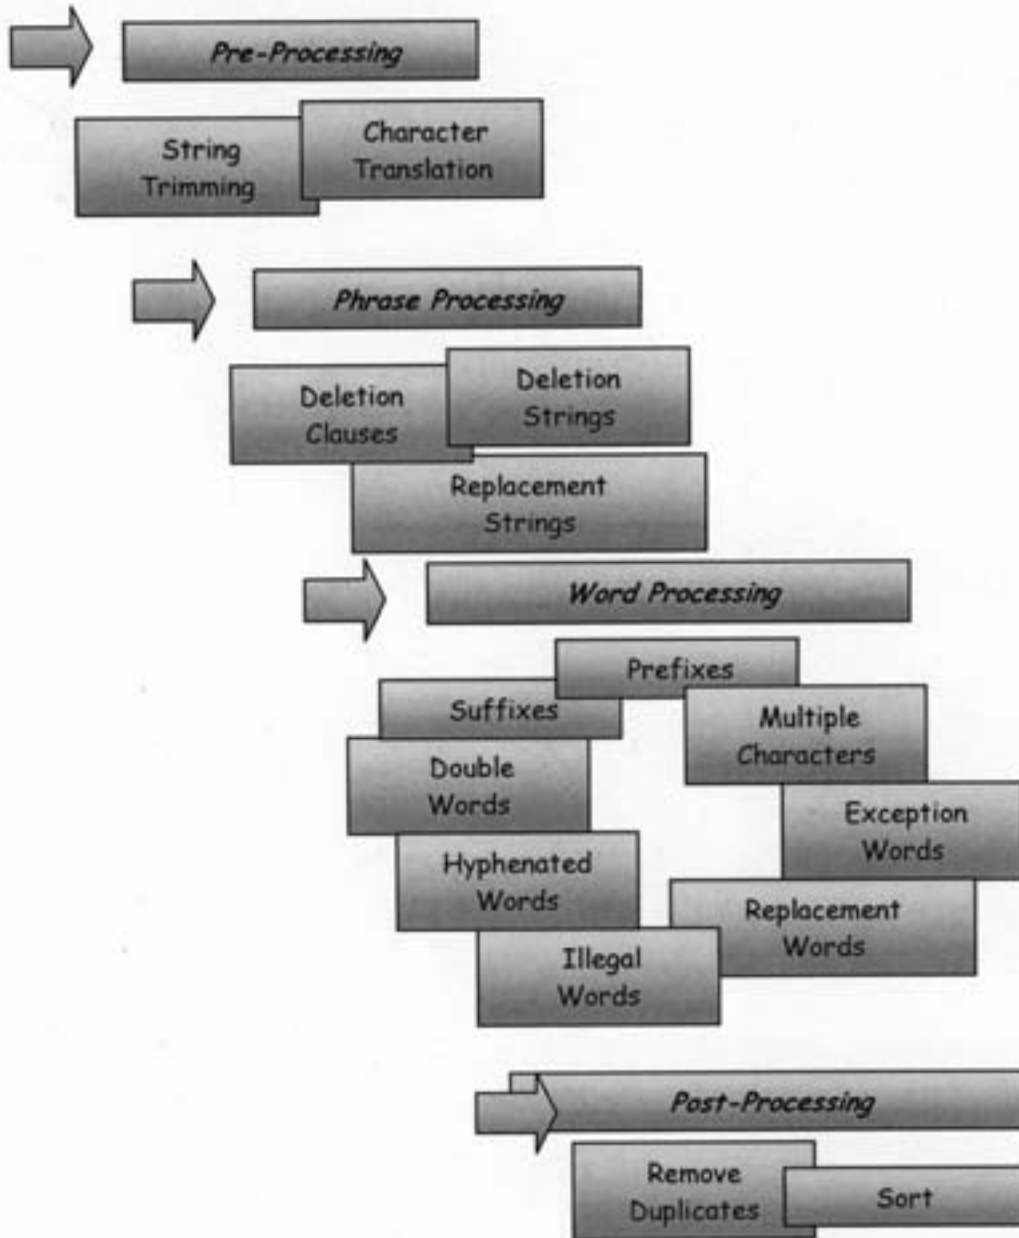 Pre-Processing
String
Trimming
Character
Translation
Phrase Processing
Deletion
Clauses
Deletion
Strings
Replacement
Strings
Word Processing
Prefixes
Suffixes
Multiple
Characters
Double
Words
Exception
Words
Hyphenated
Words
Replacement
Words
Illegal
Words
Post-Processing
Remove
Duplicates
Sort